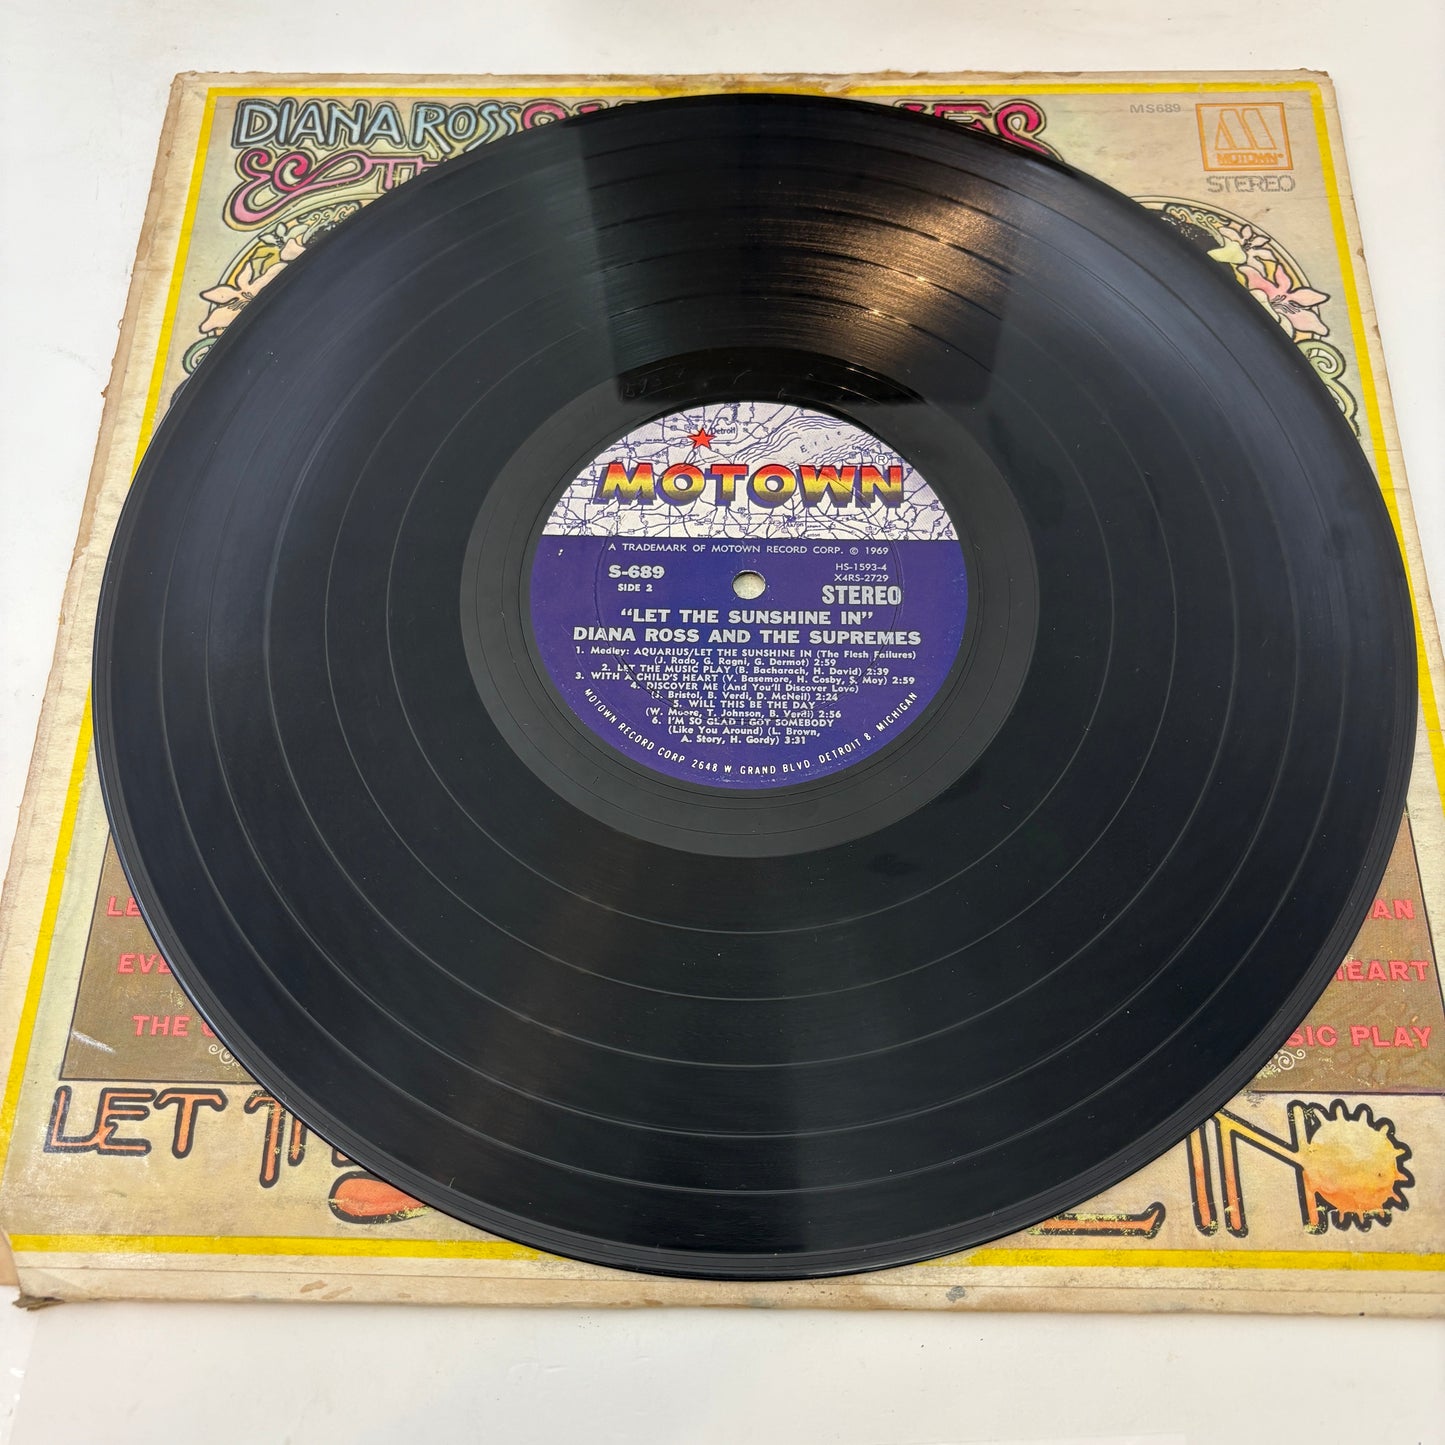 DIANA ROSS
&
MS689
MOTOWN
STEREO
Detroit
MOTOWN®
A TRADEMARK OF MOTOWN RECORD CORP. © 1969
S-689
HS-1593-4
X4RS-2729
SIDE 2
STEREO
"LET THE SUNSHINE IN"
DIANA ROSS AND THE SUPREMES
1. Medley: AQUARIUS/LET THE SUNSHINE IN (The Flesh Failures)
(J. Rado, G. Ragni, G. Dermot) 2:59
2. LET THE MUSIC PLAY (B. Bacharach, H. David) 2:39
3. WITH A CHILD'S HEART (V. Basemore, H. Cosby, S. Moy) 2:59
4. DISCOVER ME (And You'll Discover Love)
(J. Bristol, B. Verdi, D. McNeil) 2:24
5. WILL THIS BE THE DAY
(W. Moore, T. Johnson, B. Verdi) 2:56
6. I'M SO GLAD I GOT SOMEBODY
(Like You Around) (L. Brown,
A. Story, H. Gordy) 3:31
MOTOWN RECORD CORP. 2648 W. GRAND BLVD. DETROIT 8, MICHIGAN
THE
PLAY
LET
IN